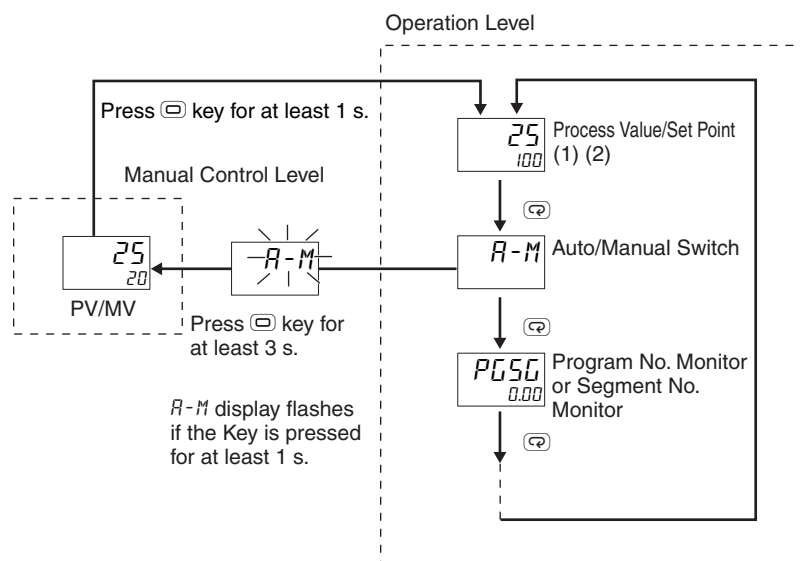 Operation Level
Press key for at least 1 s.
25
100
Process Value/Set Point
(1) (2)
Manual Control Level
25
20
PV/MV
A-M
Press key for
at least 3 s.
A-M
Auto/Manual Switch
PGSG
0.00
Program No. Monitor
or Segment No.
Monitor
A-M display flashes
if the Key is pressed
for at least 1 s.